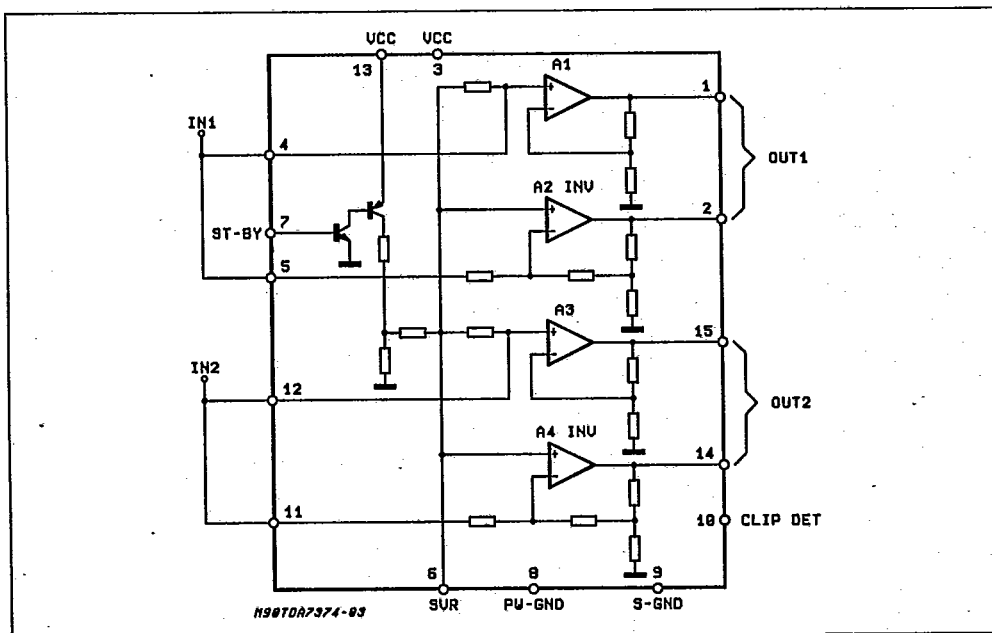 VCC VCC
13 3
A1
+
-
1
IN1
4
OUT1
A2 INV
+
-
2
ST-BY 7
5
A3
+
-
15
IN2
12
OUT2
A4 INV
+
-
14
11
10 CLIP DET
6 8 9
SVR PW-GND S-GND
M90TDA7374-03